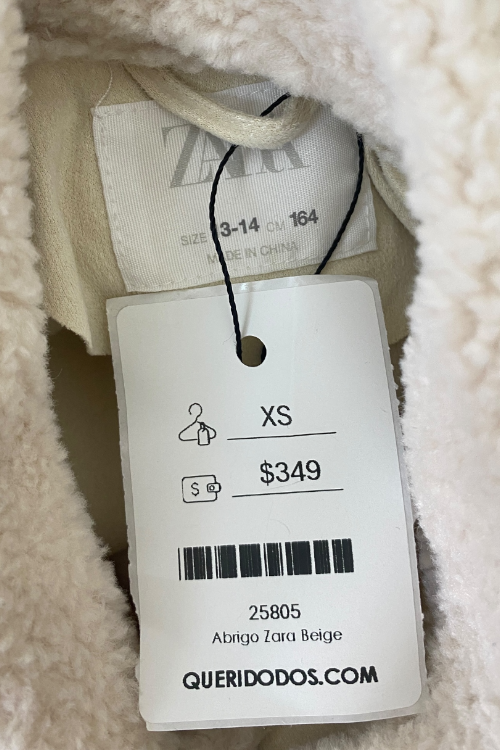 ZARA
SIZE 13-14 CM 164
MADE IN CHINA
XS
$349
$
25805
Abrigo Zara Beige
QUERIDODOS.COM